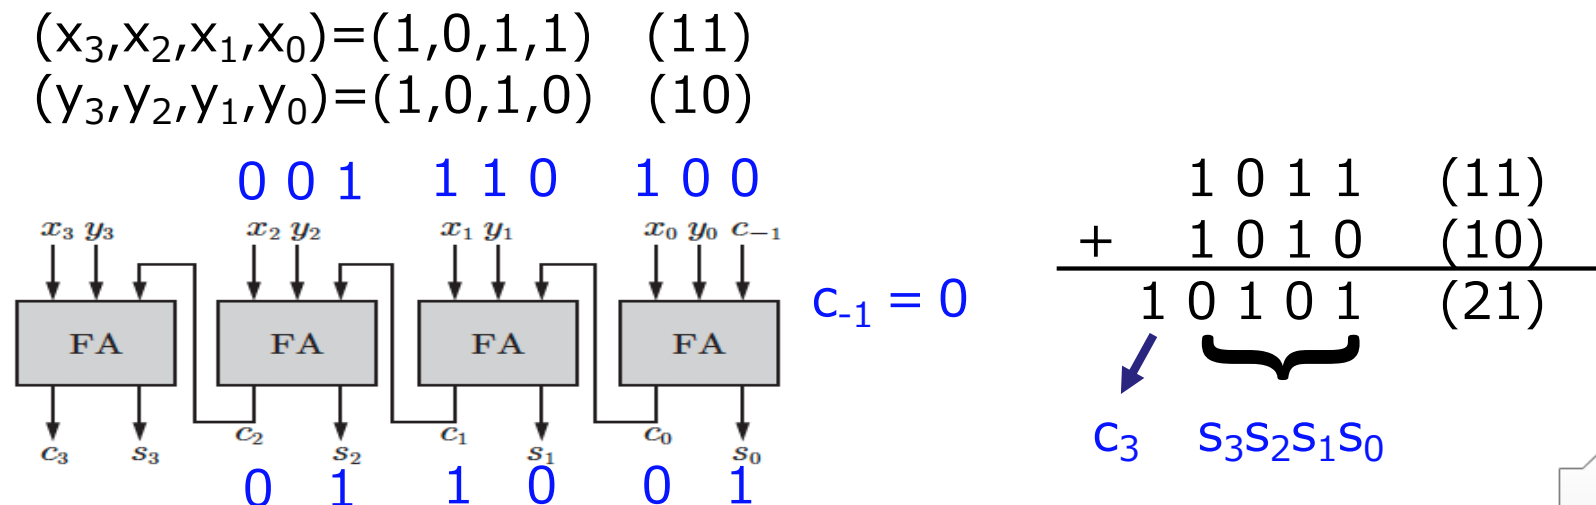 (x₃,x₂,x₁,x₀)=(1,0,1,1) (11)
(y₃,y₂,y₁,y₀)=(1,0,1,0) (10)
0 0 1 1 1 0 1 0 0
x₃ y₃ x₂ y₂ x₁ y₁ x₀ y₀ c₋₁
FA FA FA FA
c₃ s₃ c₂ s₂ c₁ s₁ c₀ s₀
0 1 1 0 0 1
c₋₁ = 0
1 0 1 1 (11)
+ 1 0 1 0 (10)
1 0 1 0 1 (21)
c₃ s₃s₂s₁s₀